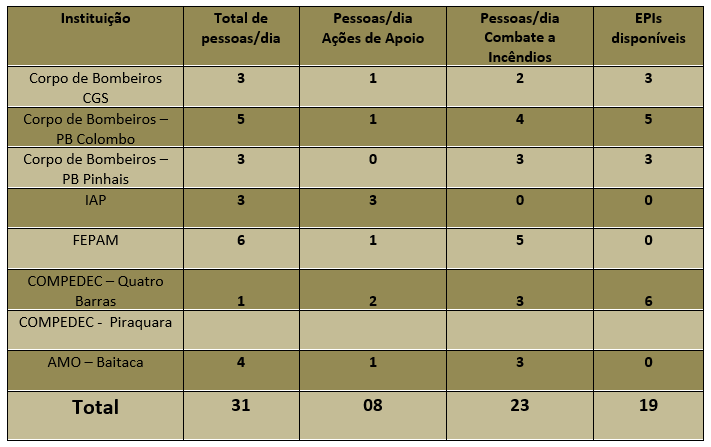 Instituição Total de pessoas/dia Pessoas/dia Ações de Apoio Pessoas/dia Combate a Incêndios EPIs disponíveis
Corpo de Bombeiros CGS 3 1 2 3
Corpo de Bombeiros – PB Colombo 5 1 4 5
Corpo de Bombeiros – PB Pinhais 3 0 3 3
IAP 3 3 0 0
FEPAM 6 1 5 0
COMPEDEC – Quatro Barras 1 2 3 6
COMPEDEC - Piraquara
AMO – Baitaca 4 1 3 0
Total 31 08 23 19